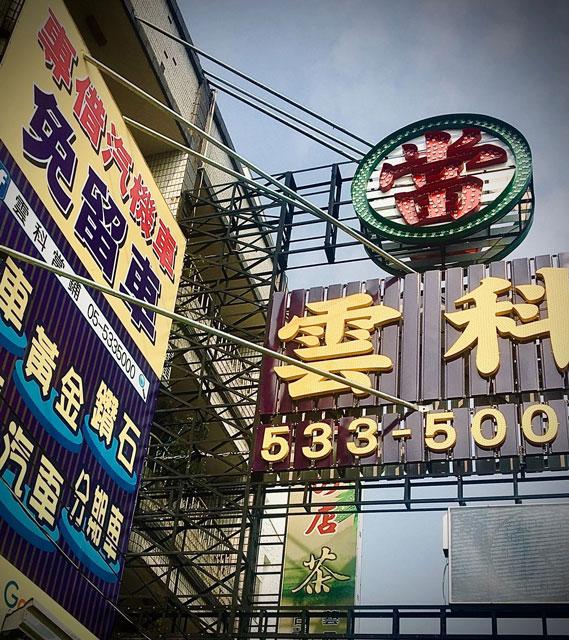 專借汽機車
免留車
雲科當舖 05-5335000
車
黃金 鑽石
汽車 分期車
當
雲科
533-500
店
茶
G